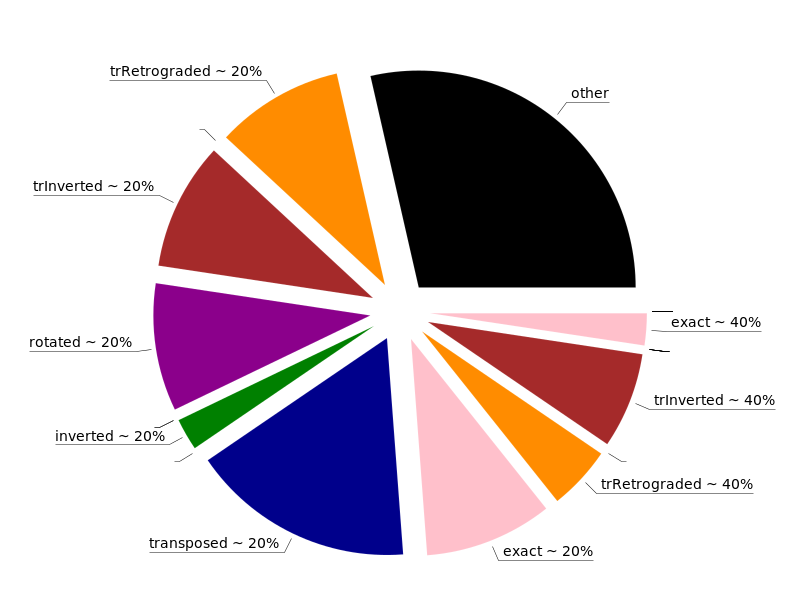 trRetrograded ~ 20%
other
trInverted ~ 20%
exact ~ 40%
rotated ~ 20%
trInverted ~ 40%
inverted ~ 20%
trRetrograded ~ 40%
transposed ~ 20%
exact ~ 20%